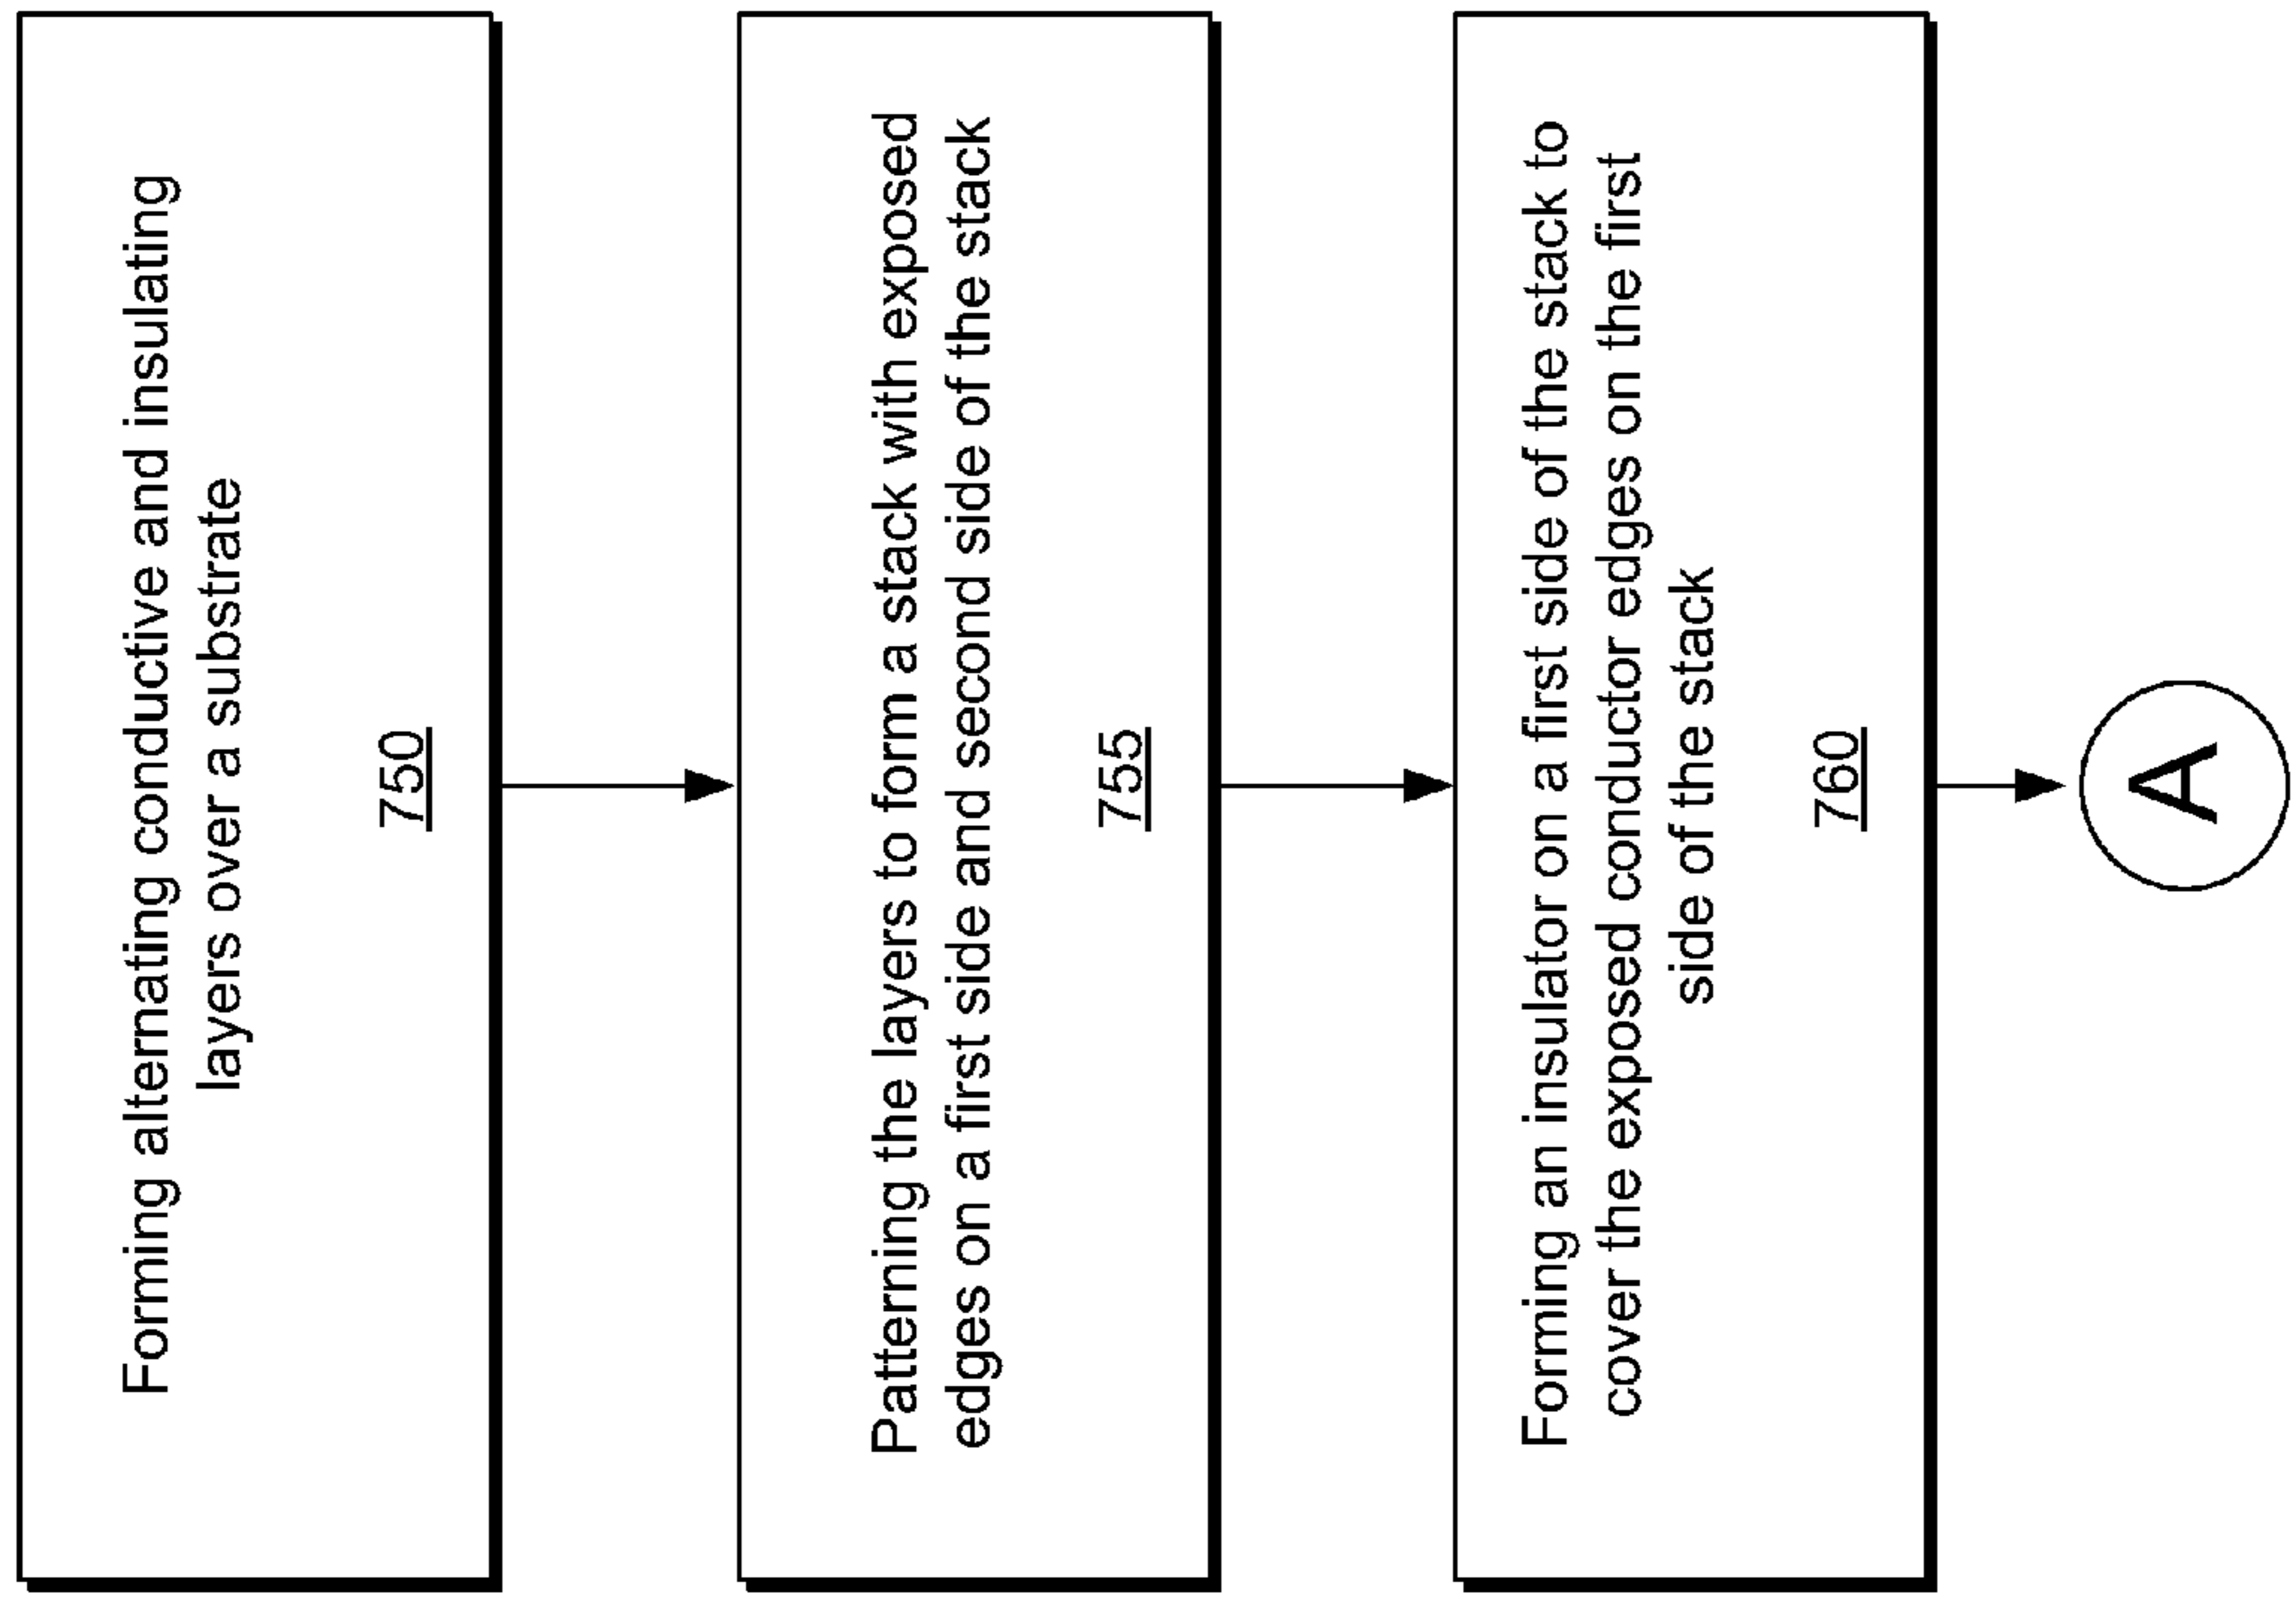 Forming alternating conductive and insulating
layers over a substrate
750
Patterning the layers to form a stack with exposed
edges on a first side and second side of the stack
755
Forming an insulator on a first side of the stack to
cover the exposed conductor edges on the first
side of the stack
760
A